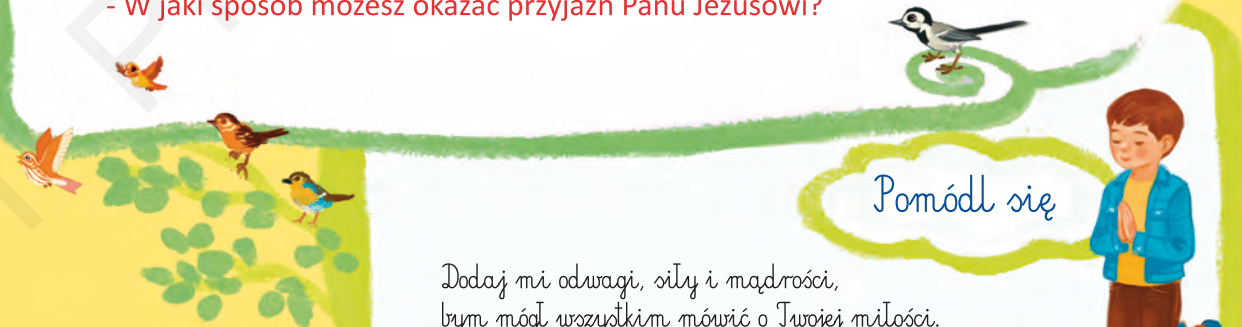 - W jaki sposób możesz okazać przyjaźń Panu Jezusowi?
Pomódl się
Dodaj mi odwagi, siły i mądrości,
bym mógł wszystkim mówić o Twojej miłości.